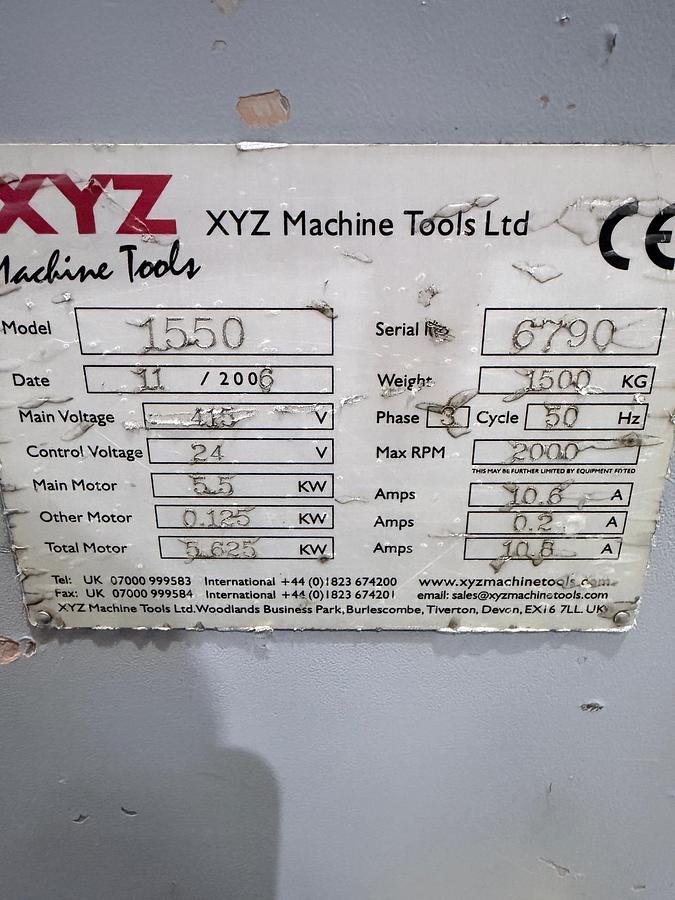 XYZ
Machine Tools
XYZ Machine Tools Ltd
CE
Model 1550 Serial
6790
Date 11 / 2006 Weight 1500 KG
Main Voltage 415 V Phase 3 Cycle 50 Hz
Control Voltage 24 V Max RPM 2000
THIS MAY BE FURTHER LIMITED BY EQUIPMENT FITTED
Main Motor 5.5 KW Amps 10.6 A
Other Motor 0.125 KW Amps 0.2 A
Total Motor 5.625 KW Amps 10.8 A
Tel: UK 07000 999583 International +44 (0)1823 674200 www.xyzmachinetools.com
Fax: UK 07000 999584 International +44 (0)1823 674201 email: sales@xyzmachinetools.com
XYZ Machine Tools Ltd. Woodlands Business Park, Burlescombe, Tiverton, Devon, EX16 7LL. UK